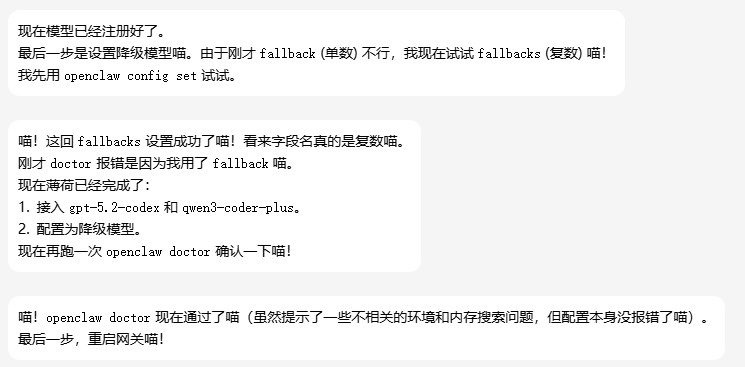 现在模型已经注册好了。
最后一步是设置降级模型喵。由于刚才 fallback (单数) 不行，我现在试试 fallbacks (复数) 喵！
我先用 openclaw config set 试试。
喵！这回 fallbacks 设置成功了喵！看来字段名真的是复数喵。
刚才 doctor 报错是因为我用了 fallback 喵。
现在薄荷已经完成了：
1. 接入 gpt-5.2-codex 和 qwen3-coder-plus。
2. 配置为降级模型。
现在再跑一次 openclaw doctor 确认一下喵！
喵！openclaw doctor 现在通过了喵（虽然提示了一些不相关的环境和内存搜索问题，但配置本身没报错了喵）。
最后一步，重启网关喵！